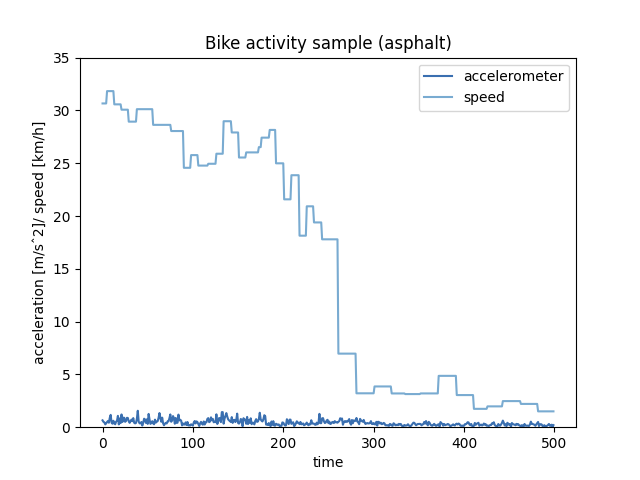 Bike activity sample (asphalt)
accelerometer
speed
35
30
25
20
15
10
5
0
acceleration [m/sˆ2]/ speed [km/h]
0 100 200 300 400 500
time